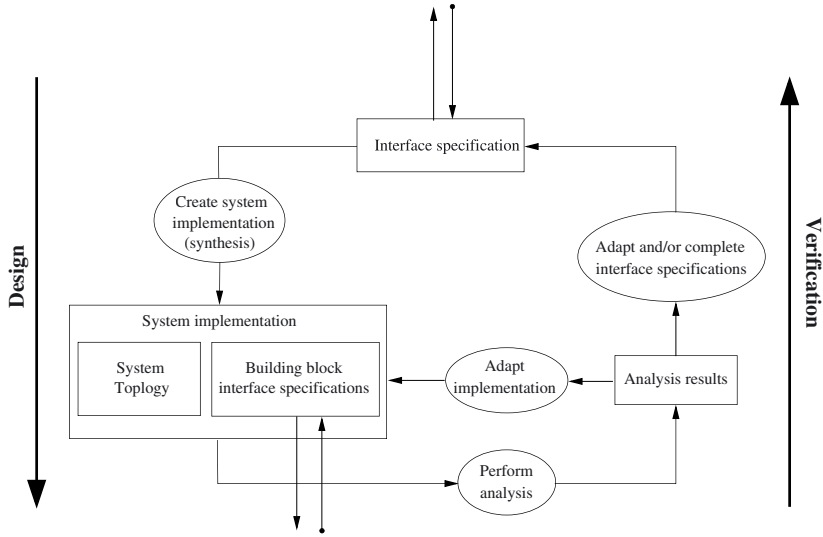 Interface specification
Create system
implementation
(synthesis)
Adapt and/or complete
interface specifications
Design
Verification
System implementation
System
Toplogy
Building block
interface specifications
Adapt
implementation
Analysis results
Perform
analysis